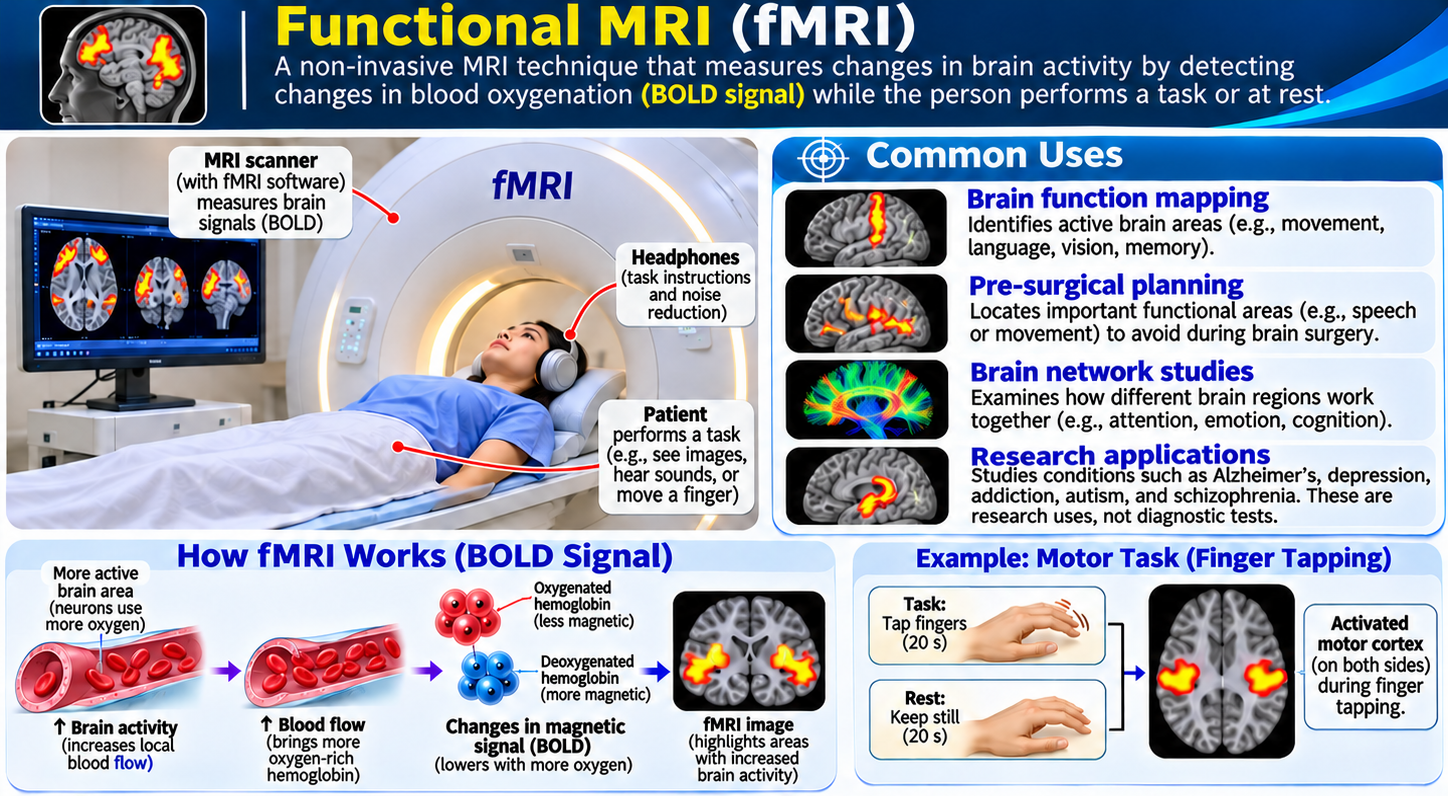 Functional MRI (fMRI)
A non-invasive MRI technique that measures changes in brain activity by detecting
changes in blood oxygenation (BOLD signal) while the person performs a task or at rest.
MRI scanner
(with fMRI software)
measures brain
signals (BOLD)
fMRI
Headphones
(task instructions
and noise
reduction)
Patient
performs a task
(e.g., see images,
hear sounds, or
move a finger)
Common Uses
Brain function mapping
Identifies active brain areas (e.g., movement,
language, vision, memory).
Pre-surgical planning
Locates important functional areas (e.g., speech
or movement) to avoid during brain surgery.
Brain network studies
Examines how different brain regions work
together (e.g., attention, emotion, cognition).
Research applications
Studies conditions such as Alzheimer's, depression,
addiction, autism, and schizophrenia. These are
research uses, not diagnostic tests.
How fMRI Works (BOLD Signal)
More active
brain area
(neurons use
more oxygen)
↑ Brain activity
(increases local
blood flow)
↑ Blood flow
(brings more
oxygen-rich
hemoglobin)
Oxygenated
hemoglobin
(less magnetic)
Deoxygenated
hemoglobin
(more magnetic)
Changes in magnetic
signal (BOLD)
(lowers with more oxygen)
fMRI image
(highlights areas
with increased
brain activity)
Example: Motor Task (Finger Tapping)
Task:
Tap fingers
(20 s)
Rest:
Keep still
(20 s)
Activated
motor cortex
(on both sides)
during finger
tapping.